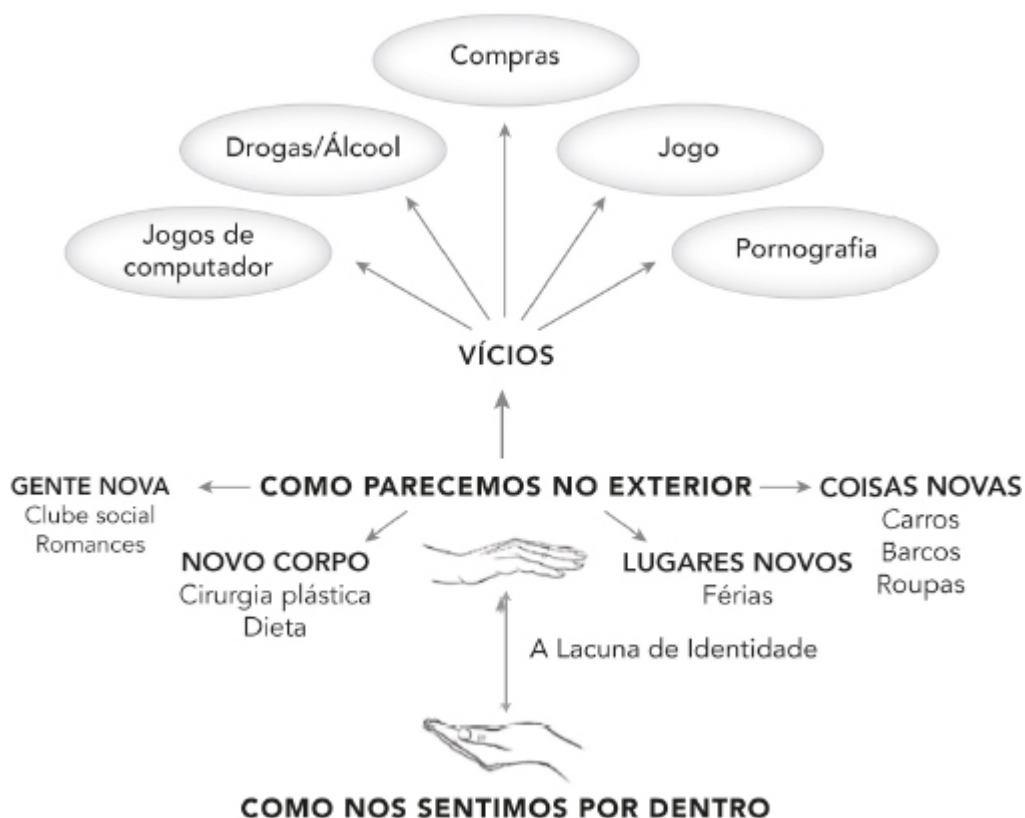 Compras
Drogas/Álcool
Jogo
Jogos de
computador
Pornografia
VÍCIOS
GENTE NOVA
Clube social
Romances
COMO PARECEMOS NO EXTERIOR
COISAS NOVAS
Carros
Barcos
Roupas
NOVO CORPO
Cirurgia plástica
Dieta
LUGARES NOVOS
Férias
A Lacuna de Identidade
COMO NOS SENTIMOS POR DENTRO